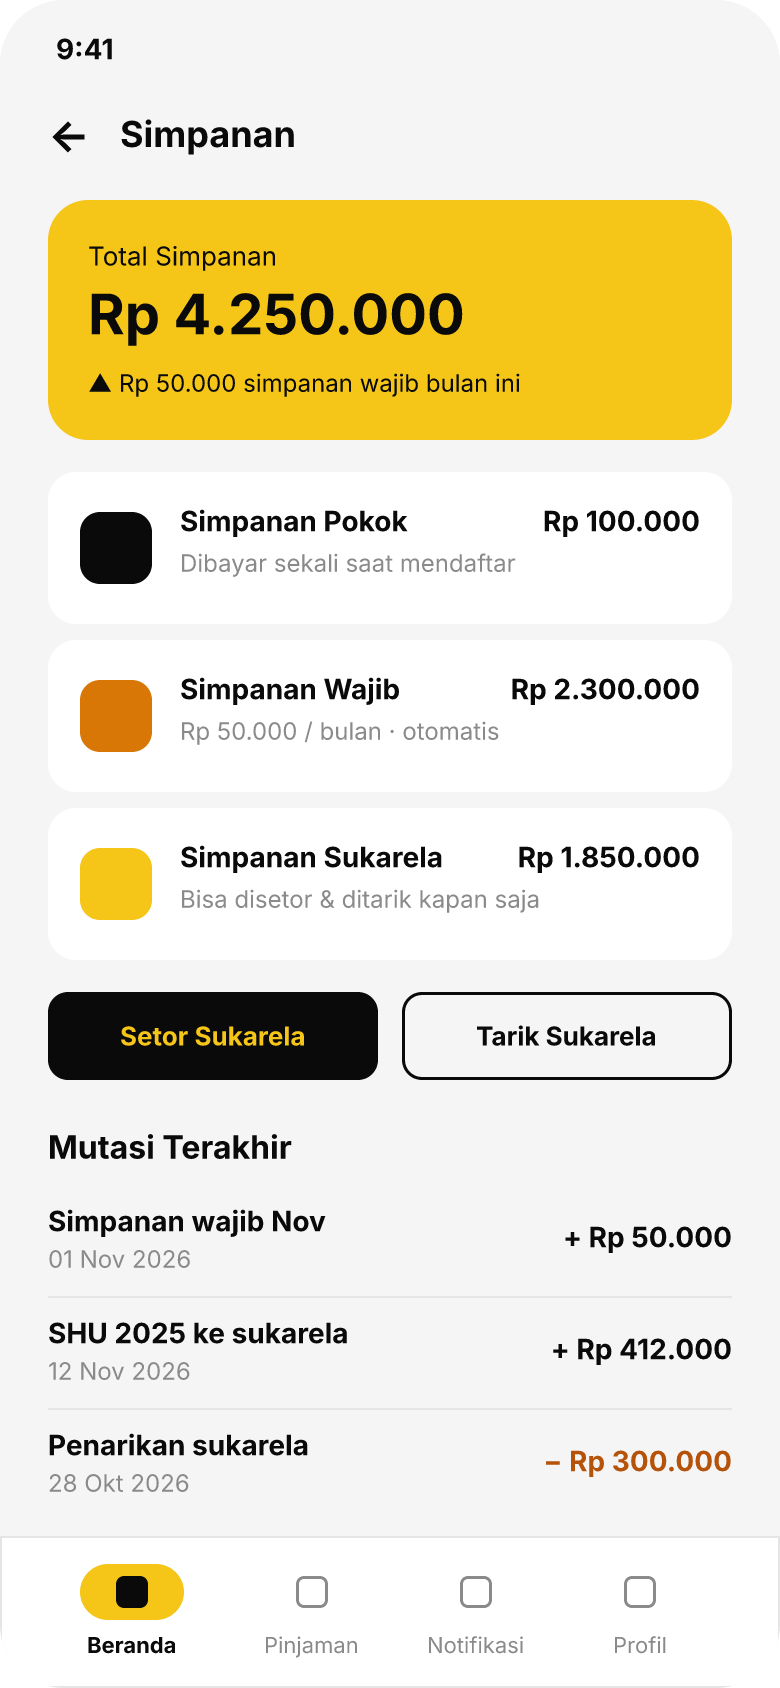 9:41
Simpanan
Total Simpanan
Rp 4.250.000
▲ Rp 50.000 simpanan wajib bulan ini
Simpanan Pokok
Rp 100.000
Dibayar sekali saat mendaftar
Simpanan Wajib
Rp 2.300.000
Rp 50.000 / bulan · otomatis
Simpanan Sukarela
Rp 1.850.000
Bisa disetor & ditarik kapan saja
Setor Sukarela
Tarik Sukarela
Mutasi Terakhir
Simpanan wajib Nov
+ Rp 50.000
01 Nov 2026
SHU 2025 ke sukarela
+ Rp 412.000
12 Nov 2026
Penarikan sukarela
– Rp 300.000
28 Okt 2026
Beranda
Pinjaman
Notifikasi
Profil